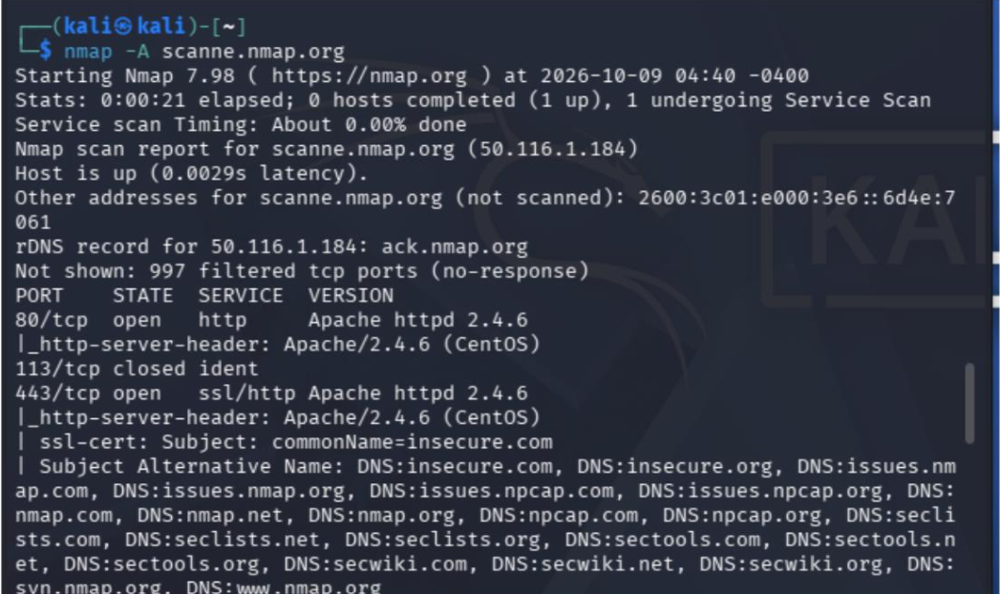 ┌──(kali㉿kali)-[~]
└─$ nmap -A scanne.nmap.org
Starting Nmap 7.98 ( https://nmap.org ) at 2026-10-09 04:40 -0400
Stats: 0:00:21 elapsed; 0 hosts completed (1 up), 1 undergoing Service Scan
Service scan Timing: About 0.00% done
Nmap scan report for scanne.nmap.org (50.116.1.184)
Host is up (0.0029s latency).
Other addresses for scanne.nmap.org (not scanned): 2600:3c01:e000:3e6::6d4e:7
061
rDNS record for 50.116.1.184: ack.nmap.org
Not shown: 997 filtered tcp ports (no-response)
PORT    STATE  SERVICE  VERSION
80/tcp  open   http     Apache httpd 2.4.6
|_http-server-header: Apache/2.4.6 (CentOS)
113/tcp closed ident
443/tcp open   ssl/http Apache httpd 2.4.6
|_http-server-header: Apache/2.4.6 (CentOS)
| ssl-cert: Subject: commonName=insecure.com
| Subject Alternative Name: DNS:insecure.com, DNS:insecure.org, DNS:issues.nm
ap.com, DNS:issues.nmap.org, DNS:issues.npcap.com, DNS:issues.npcap.org, DNS:
nmap.com, DNS:nmap.net, DNS:nmap.org, DNS:npcap.com, DNS:npcap.org, DNS:secli
sts.com, DNS:seclists.net, DNS:seclists.org, DNS:sectools.com, DNS:sectools.n
et, DNS:sectools.org, DNS:secwiki.com, DNS:secwiki.net, DNS:secwiki.org, DNS:
syn.nmap.org, DNS:www.nmap.org
KAL